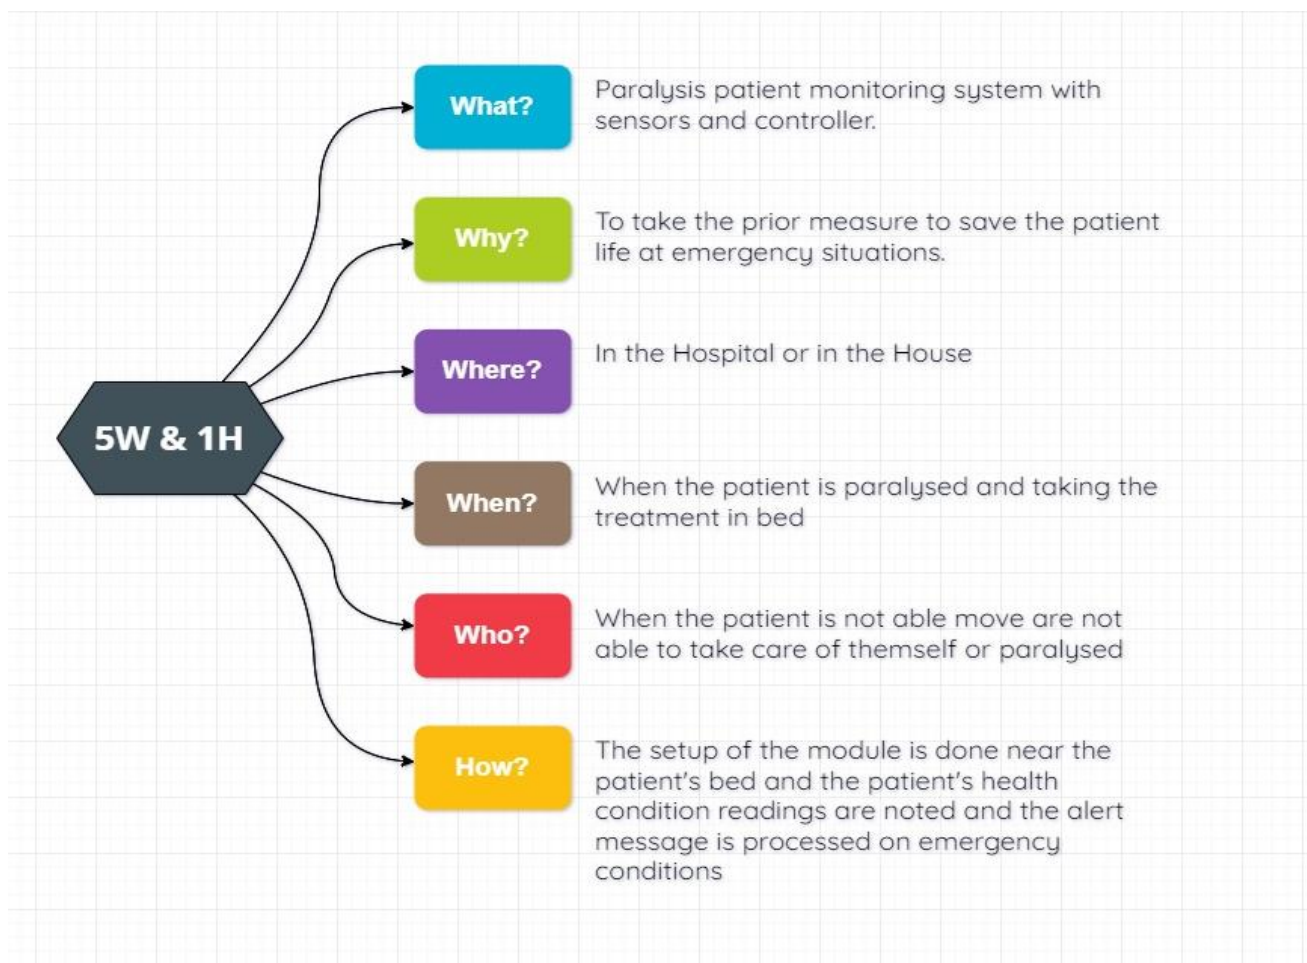 What?
Paralysis patient monitoring system with
sensors and controller.
Why?
To take the prior measure to save the patient
life at emergency situations.
Where?
In the Hospital or in the House
5W & 1H
When?
When the patient is paralysed and taking the
treatment in bed
Who?
When the patient is not able move are not
able to take care of themself or paralysed
How?
The setup of the module is done near the
patient's bed and the patient's health
condition readings are noted and the alert
message is processed on emergency
conditions